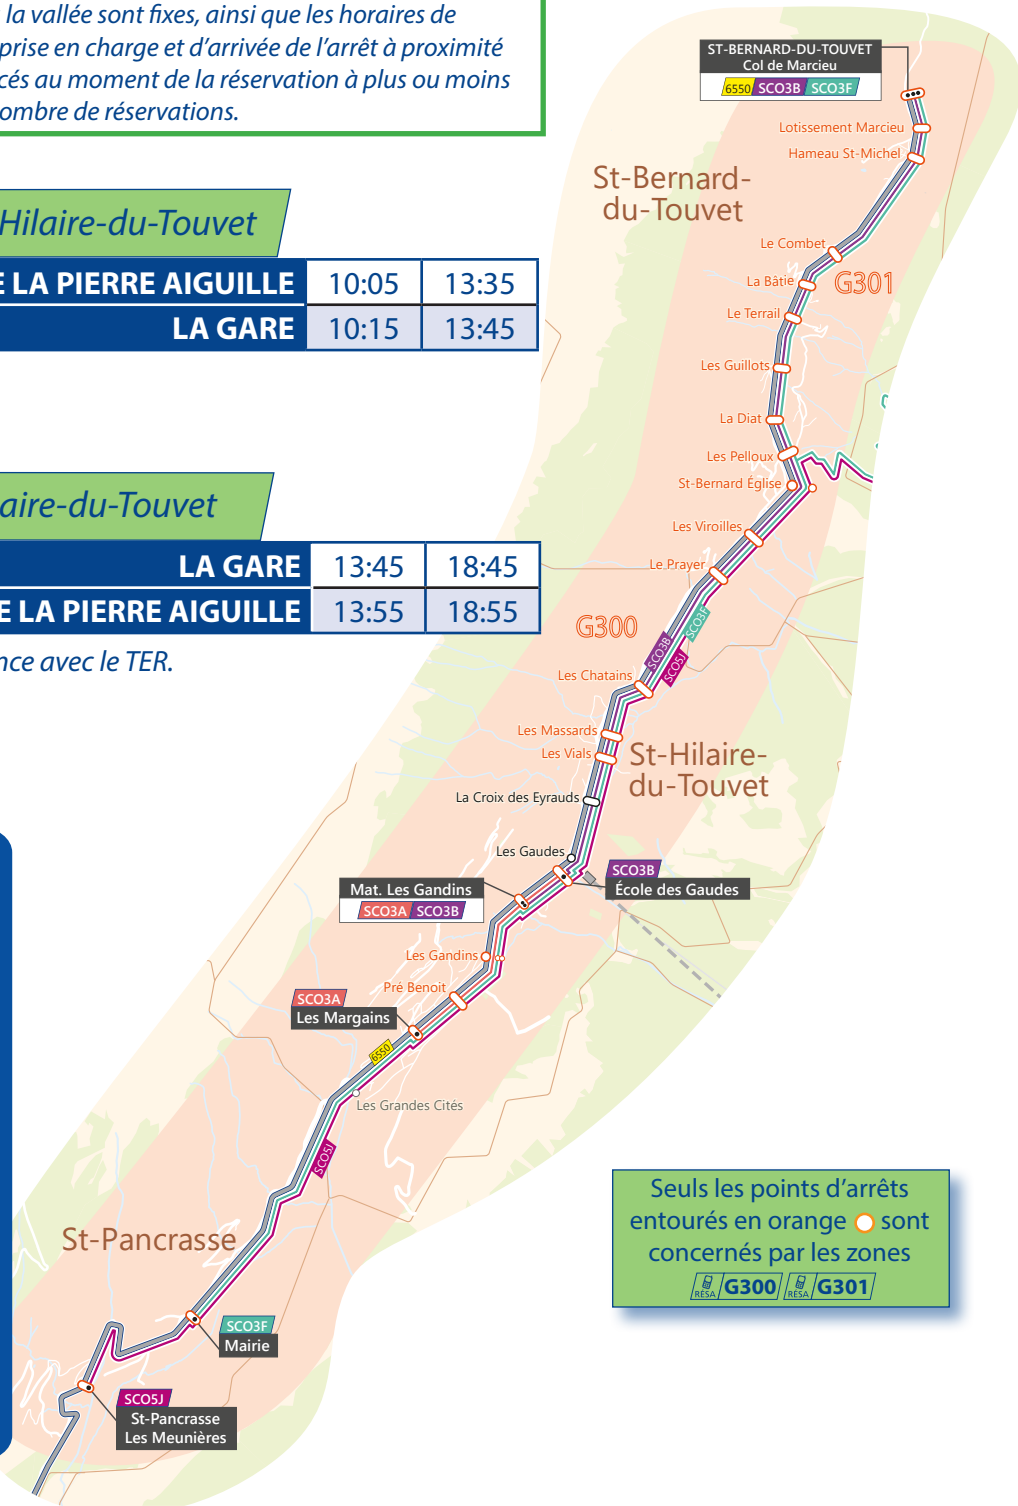 la vallée sont fixes, ainsi que les horaires de
prise en charge et d'arrivée de l'arrêt à proximité
cés au moment de la réservation à plus ou moins
ombre de réservations.
Hilaire-du-Touvet
E LA PIERRE AIGUILLE 10:05 13:35
LA GARE 10:15 13:45
aire-du-Touvet
LA GARE 13:45 18:45
E LA PIERRE AIGUILLE 13:55 18:55
nce avec le TER.
ST-BERNARD-DU-TOUVET
Col de Marcieu
6550 SCO3B SCO3F
Lotissement Marcieu
Hameau St-Michel
St-Bernard-
du-Touvet
Le Combet
La Bâtie
G301
Le Terrail
Les Guillots
La Diat
Les Pelloux
St-Bernard Église
Les Viroilles
Le Prayer
G300
SCO3F
SCO3B
SCO5J
Les Chatains
Les Massards
Les Vials
St-Hilaire-
du-Touvet
La Croix des Eyrauds
Les Gaudes
SCO3B
École des Gaudes
Mat. Les Gandins
SCO3A SCO3B
Les Gandins
Pré Benoit
SCO3A
Les Margains
6550
Les Grandes Cités
SCO5J
St-Pancrasse
SCO3F
Mairie
SCO5J
St-Pancrasse
Les Meunières
Seuls les points d'arrêts
entourés en orange sont
concernés par les zones
RÉSA G300 RÉSA G301